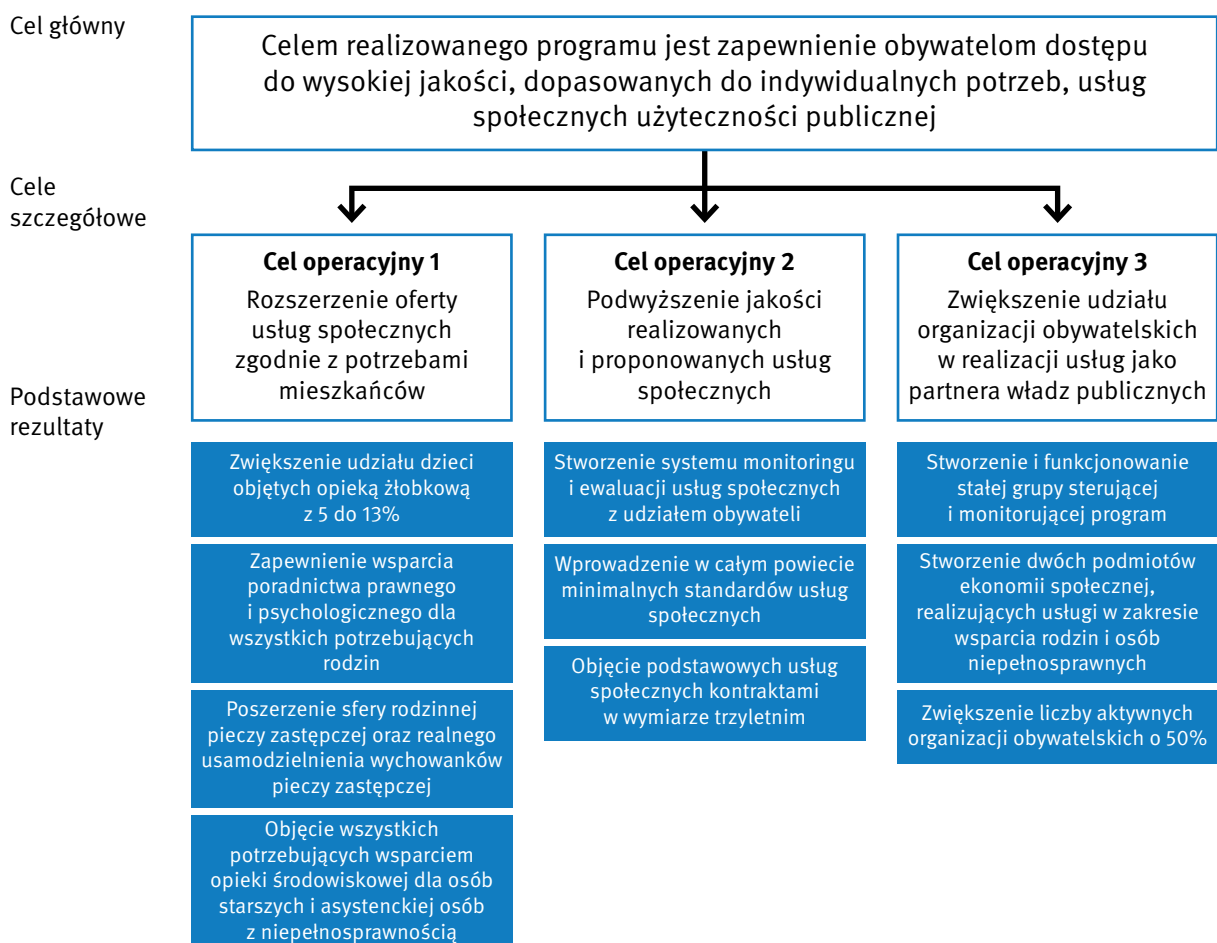 Cel główny
Celem realizowanego programu jest zapewnienie obywatelom dostępu
do wysokiej jakości, dopasowanych do indywidualnych potrzeb, usług
społecznych użyteczności publicznej
Cele
szczegółowe
Cel operacyjny 1
Rozszerzenie oferty
usług społecznych
zgodnie z potrzebami
mieszkańców
Cel operacyjny 2
Podwyższenie jakości
realizowanych
i proponowanych usług
społecznych
Cel operacyjny 3
Zwiększenie udziału
organizacji obywatelskich
w realizacji usług jako
partnera władz publicznych
Podstawowe
rezultaty
Zwiększenie udziału dzieci
objętych opieką żłobkową
z 5 do 13%
Zapewnienie wsparcia
poradnictwa prawnego
i psychologicznego dla
wszystkich potrzebujących
rodzin
Poszerzenie sfery rodzinnej
pieczy zastępczej oraz realnego
usamodzielnienia wychowanków
pieczy zastępczej
Objęcie wszystkich
potrzebujących wsparciem
opieki środowiskowej dla osób
starszych i asystenckiej osób
z niepełnosprawnością
Stworzenie systemu monitoringu
i ewaluacji usług społecznych
z udziałem obywateli
Wprowadzenie w całym powiecie
minimalnych standardów usług
społecznych
Objęcie podstawowych usług
społecznych kontraktami
w wymiarze trzyletnim
Stworzenie i funkcjonowanie
stałej grupy sterującej
i monitorującej program
Stworzenie dwóch podmiotów
ekonomii społecznej,
realizujących usługi w zakresie
wsparcia rodzin i osób
niepełnosprawnych
Zwiększenie liczby aktywnych
organizacji obywatelskich o 50%